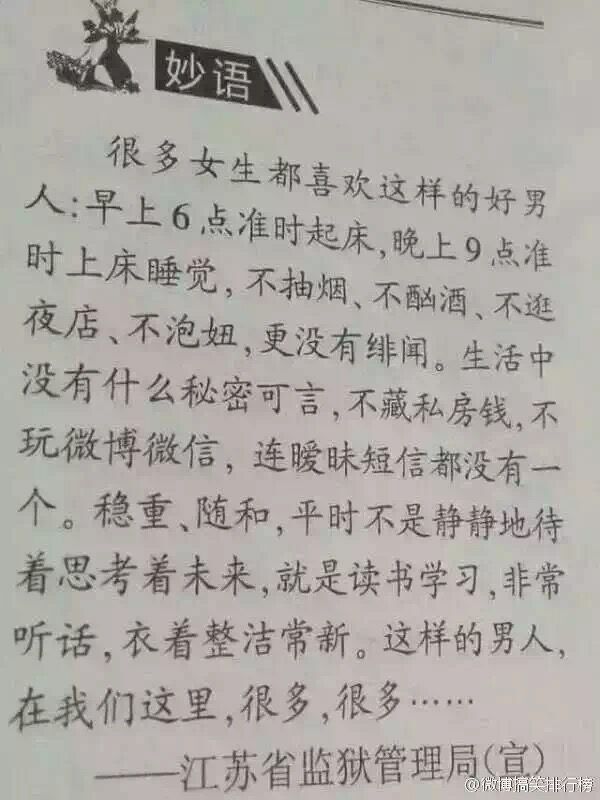 妙语
很多女生都喜欢这样的好男
人:早上6点准时起床,晚上9点准
时上床睡觉,不抽烟、不酗酒、不逛
夜店、不泡妞,更没有绯闻。生活中
没有什么秘密可言,不藏私房钱,不
玩微博微信,连暧昧短信都没有一
个。稳重、随和,平时不是静静地待
着思考着未来,就是读书学习,非常
听话,衣着整洁常新。这样的男人,
在我们这里,很多,很多……
——江苏省监狱管理局(宣)
@微博搞笑排行榜